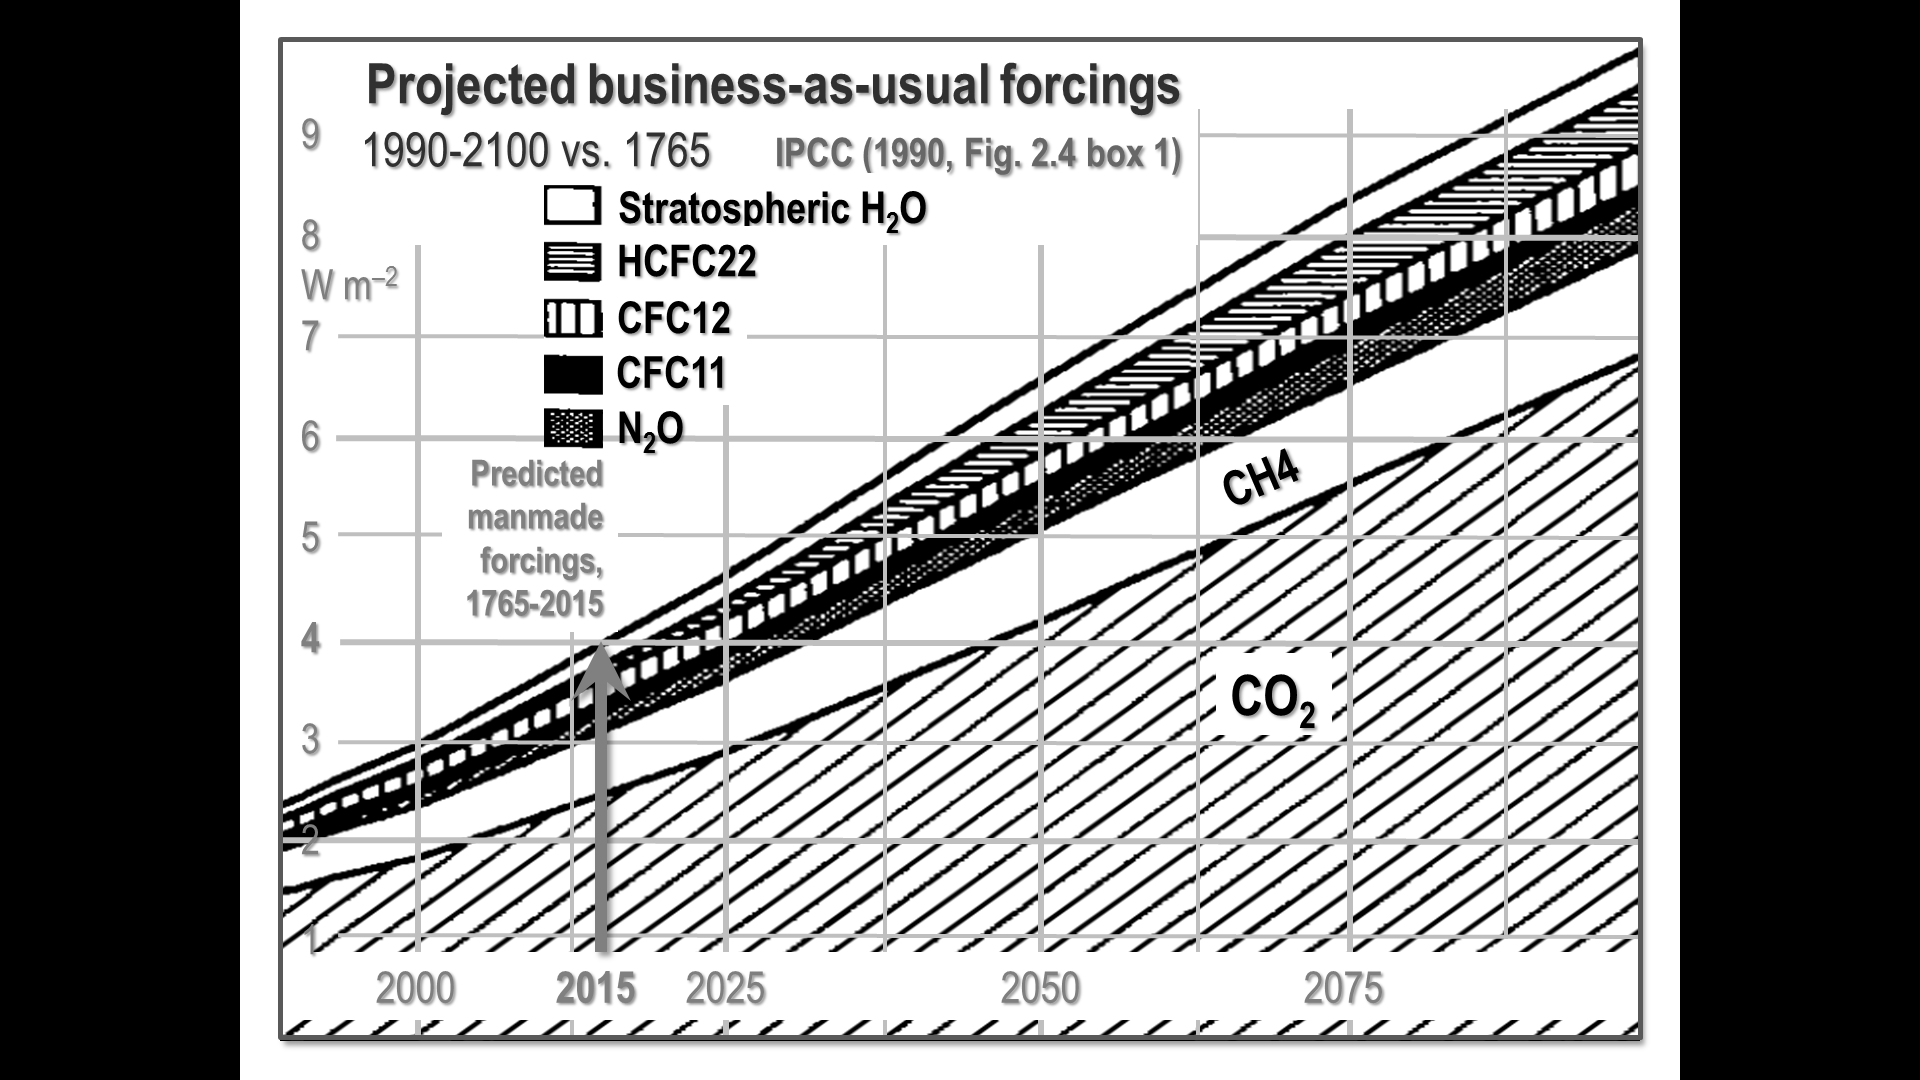 Projected business-as-usual forcings
1990-2100 vs. 1765 IPCC (1990, Fig. 2.4 box 1)
9
Stratospheric H₂O
8
HCFC22
W m⁻²
CFC12
7
CFC11
6
N₂O
Predicted
manmade
forcings,
1765-2015
5
CH4
4
CO₂
3
2
1
2000 2015 2025 2050 2075